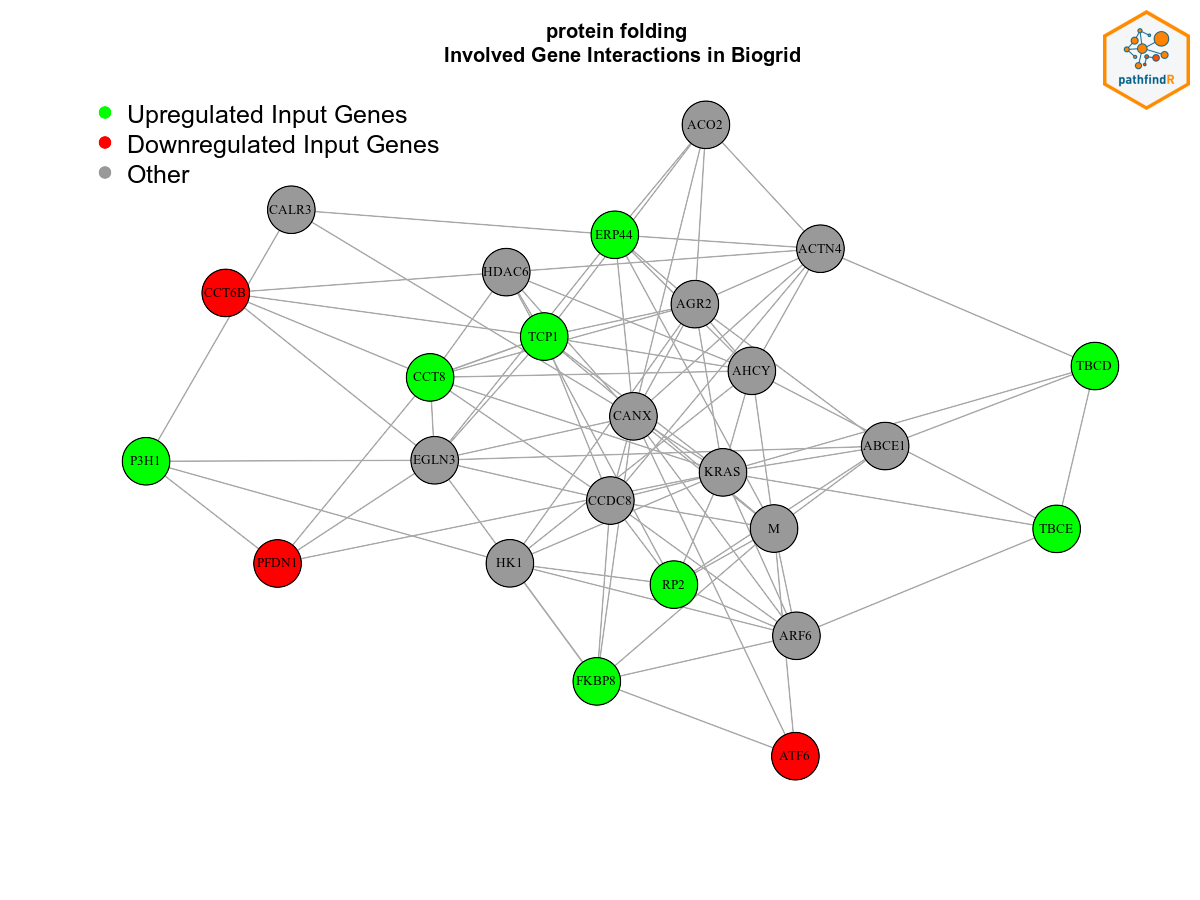 protein folding
Involved Gene Interactions in Biogrid
pathfindR
Upregulated Input Genes
Downregulated Input Genes
Other
ACO2
CALR3
ERP44
ACTN4
HDAC6
CCT6B
AGR2
TCP1
TBCD
AHCY
CCT8
CANX
ABCE1
P3H1
EGLN3
KRAS
CCDC8
M
TBCE
PFDN1
HK1
RP2
ARF6
FKBP8
ATF6